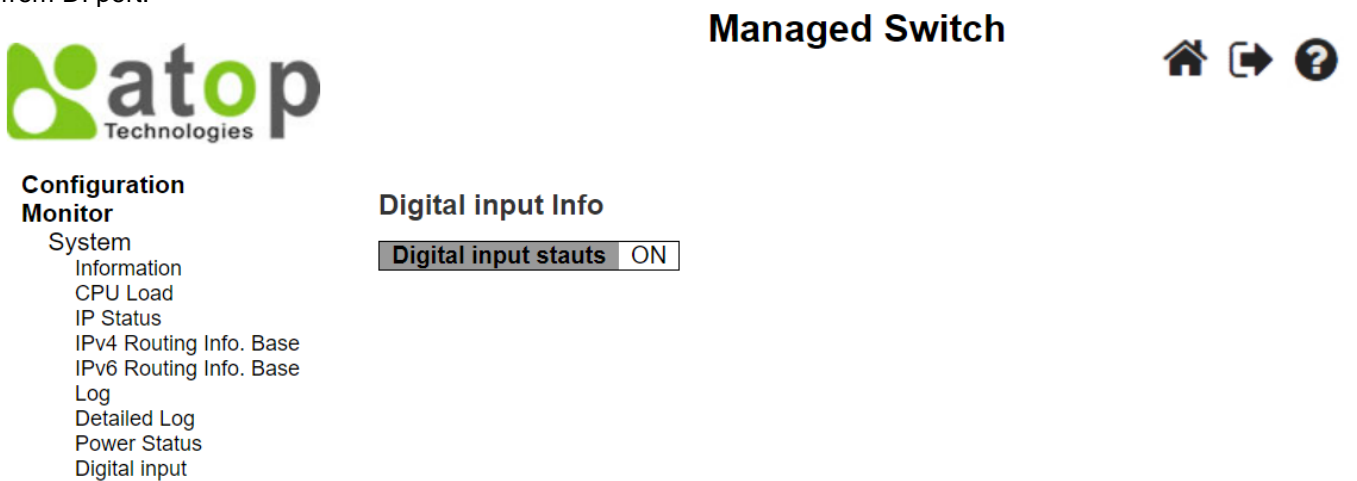 from DI port.
Managed Switch
atop
Technologies
Configuration
Monitor
System
Information
CPU Load
IP Status
IPv4 Routing Info. Base
IPv6 Routing Info. Base
Log
Detailed Log
Power Status
Digital input
Digital input Info
Digital input stauts ON